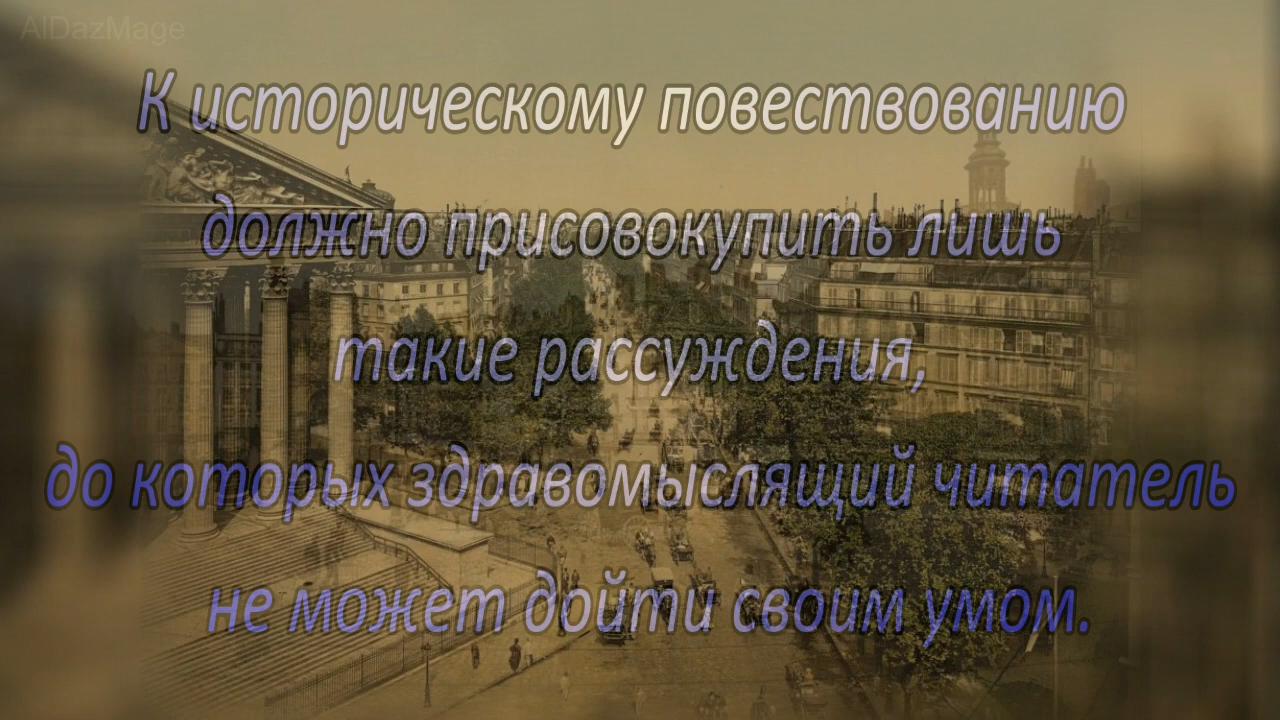 AlDazMage
К историческому повествованию
должно присовокупить лишь
такие рассуждения,
до которых здравомыслящий читатель
не может дойти своим умом.